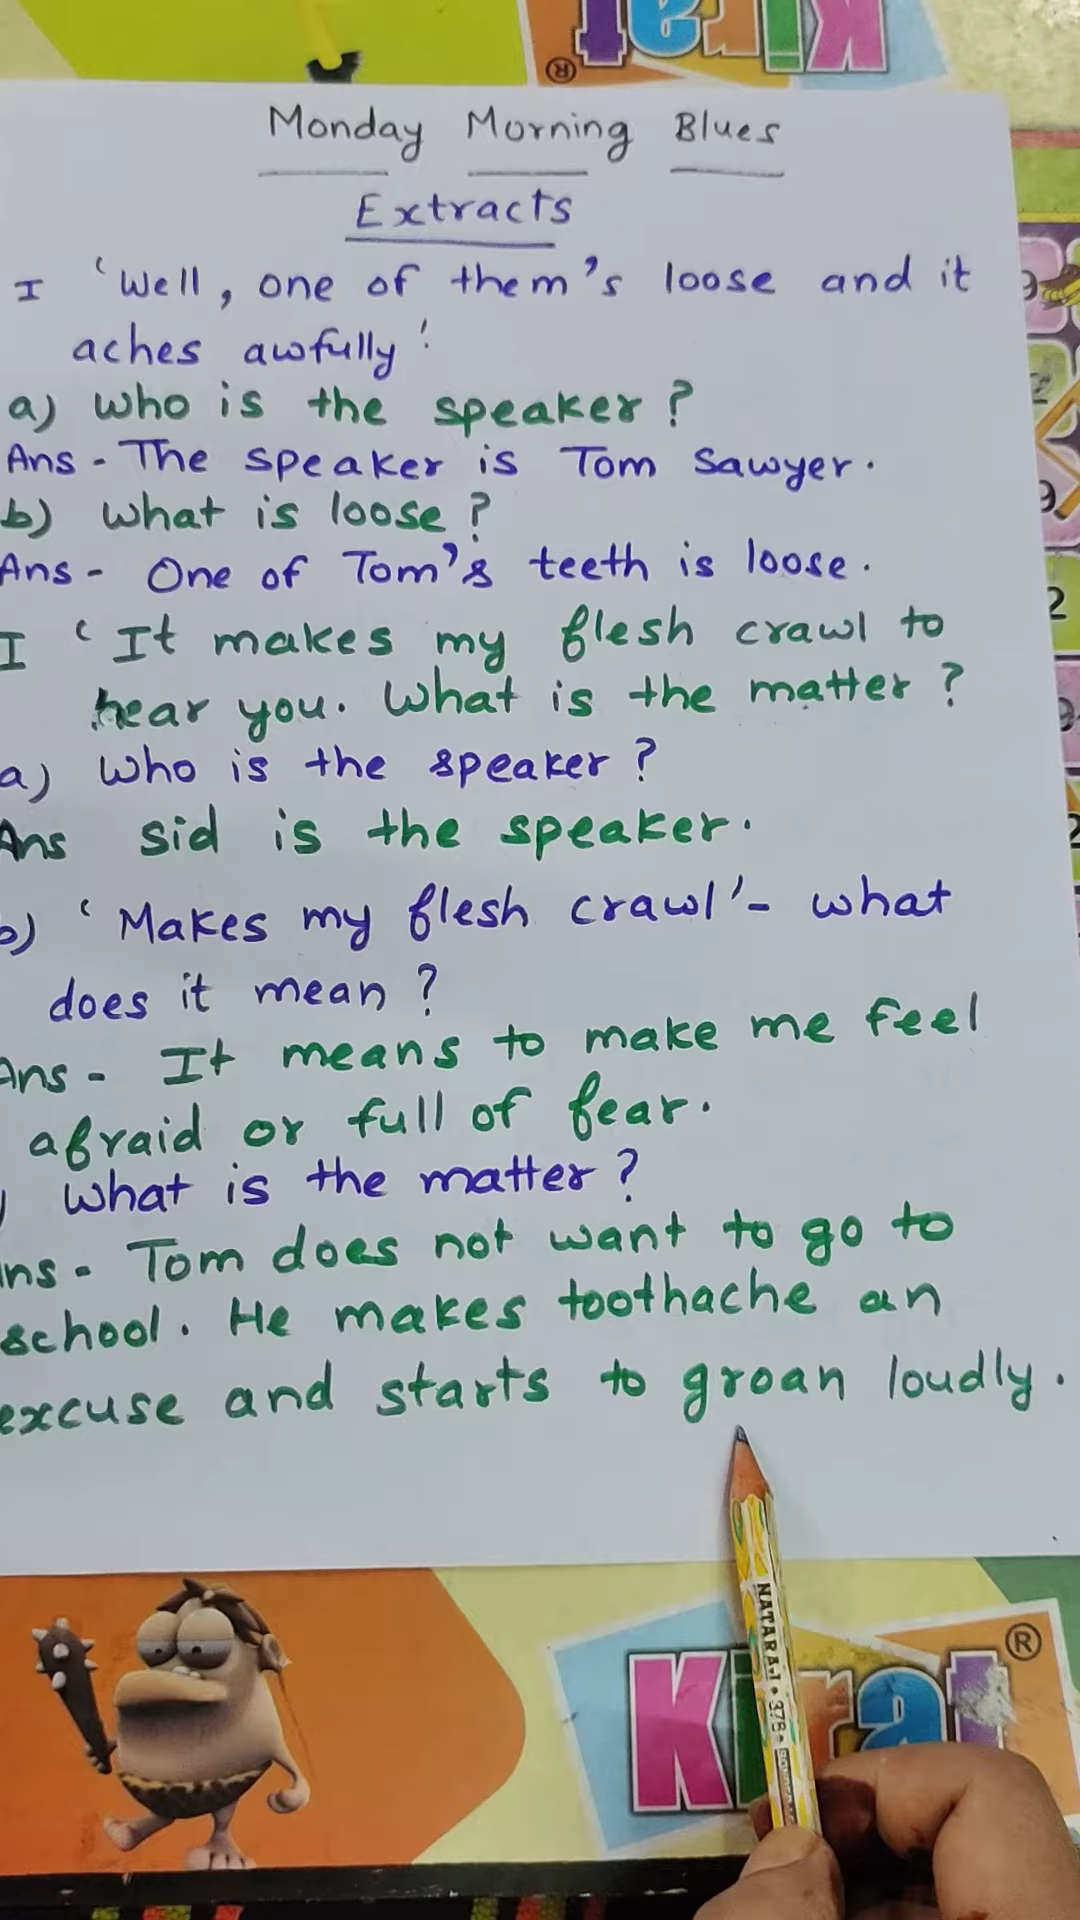 Kirat
®
Monday Morning Blues
Extracts
I 'Well, one of them's loose and it
aches awfully'
a) Who is the speaker?
Ans - The speaker is Tom Sawyer.
b) What is loose?
Ans - One of Tom's teeth is loose.
I 'It makes my flesh crawl to
hear you. What is the matter?
a) Who is the speaker?
Ans sid is the speaker.
b) 'Makes my flesh crawl' - what
does it mean?
Ans - It means to make me feel
afraid or full of fear.
) What is the matter?
ns - Tom does not want to go to
school. He makes toothache an
excuse and starts to groan loudly.
NATARAJ • 37B •
Kirat ®